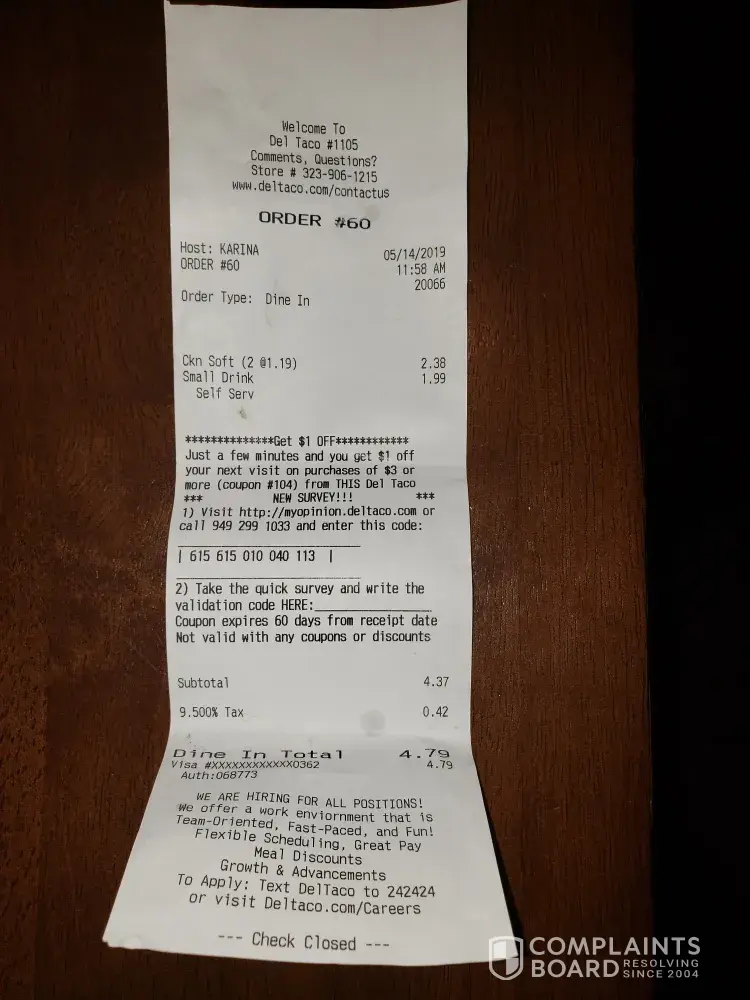 Welcome To
Del Taco #1105
Comments, Questions?
Store # 323-906-1215
www.deltaco.com/contactus
ORDER #60
Host: KARINA 05/14/2019
ORDER #60 11:58 AM
20066
Order Type: Dine In
Ckn Soft (2 @1.19) 2.38
Small Drink 1.99
Self Serv
**************Get $1 OFF************
Just a few minutes and you get $1 off
your next visit on purchases of $3 or
more (coupon #104) from THIS Del Taco
*** NEW SURVEY!!! ***
1) Visit http://myopinion.deltaco.com or
call 949 299 1033 and enter this code:
| 615 615 010 040 113 |
2) Take the quick survey and write the
validation code HERE:_______________
Coupon expires 60 days from receipt date
Not valid with any coupons or discounts
Subtotal 4.37
9.500% Tax 0.42
Dine In Total 4.79
Visa #XXXXXXXXXXXX0362 4.79
Auth:068773
WE ARE HIRING FOR ALL POSITIONS!
We offer a work enviornment that is
Team-Oriented, Fast-Paced, and Fun!
Flexible Scheduling, Great Pay
Meal Discounts
Growth & Advancements
To Apply: Text DelTaco to 242424
or visit Deltaco.com/Careers
--- Check Closed ---
COMPLAINTS
BOARD RESOLVING
SINCE 2004